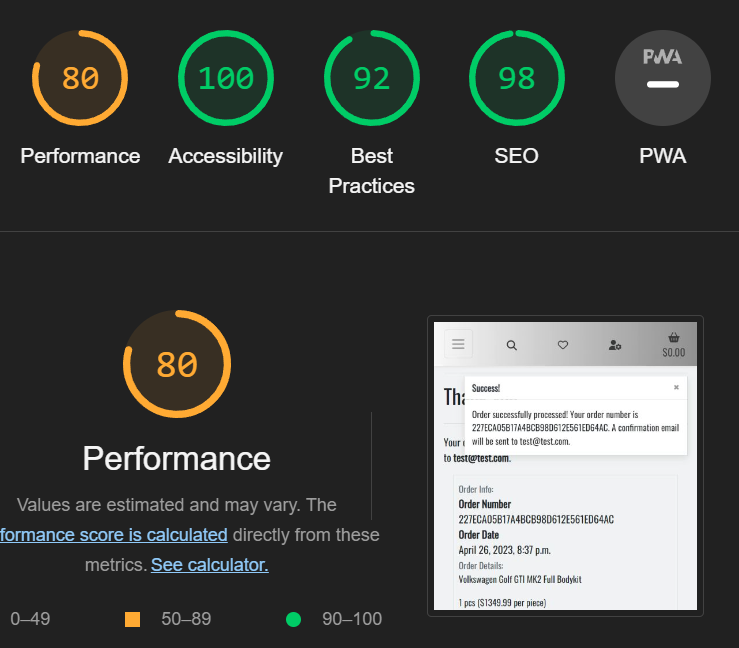 80
100
92
98
PWA
Performance
Accessibility
Best
Practices
SEO
PWA
80
Performance
Values are estimated and may vary. The
formance score is calculated directly from these
metrics. See calculator.
0–49
50–89
90–100
$0.00
Success!
×
Order successfully processed! Your order number is
227ECA05B17A4BCB98D612E561ED64AC. A confirmation email
will be sent to test@test.com.
Tha
Your
to test@test.com.
Order Info:
Order Number
227ECA05B17A4BCB98D612E561ED64AC
Order Date
April 26, 2023, 8:37 p.m.
Order Details:
Volkswagen Golf GTI MK2 Full Bodykit
1 pcs ($1349.99 per piece)